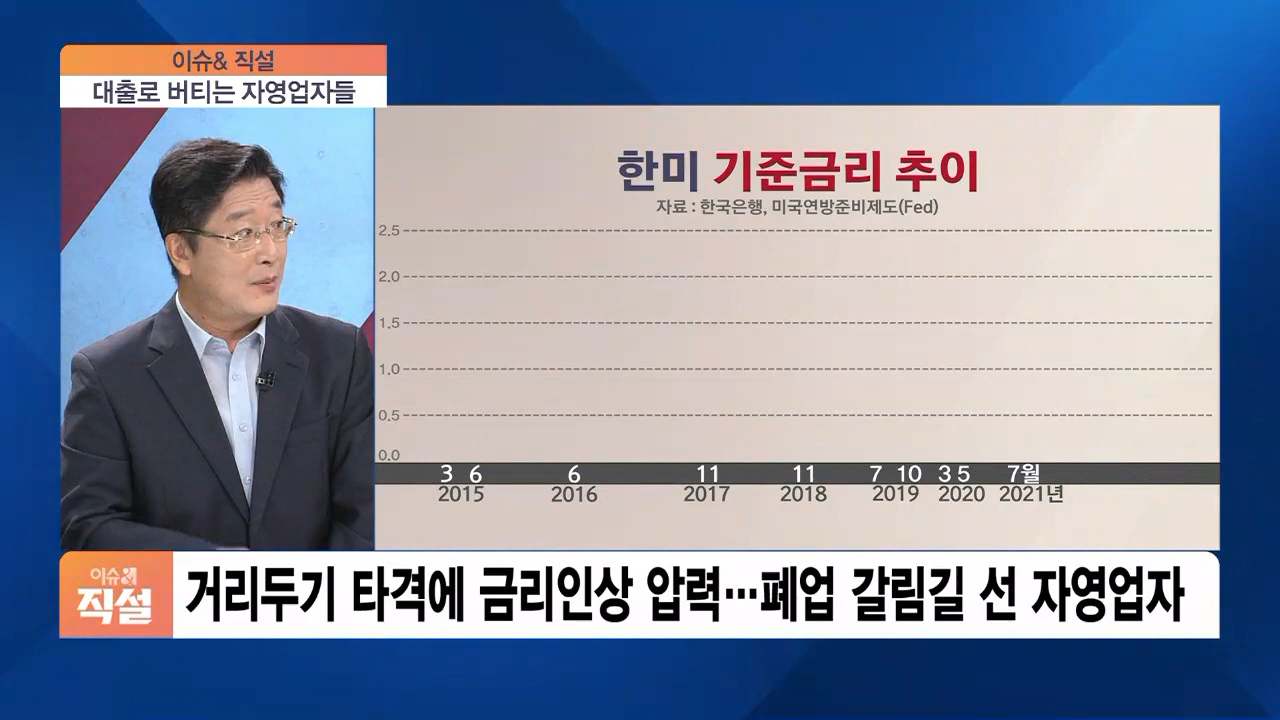 이슈& 직설
대출로 버티는 자영업자들
한미 기준금리 추이
자료 : 한국은행, 미국연방준비제도(Fed)
2.5
2.0
1.5
1.0
0.5
0.0
3 6 6 11 11 7 10 3 5 7월
2015 2016 2017 2018 2019 2020 2021년
이슈&
직설
거리두기 타격에 금리인상 압력…폐업 갈림길 선 자영업자